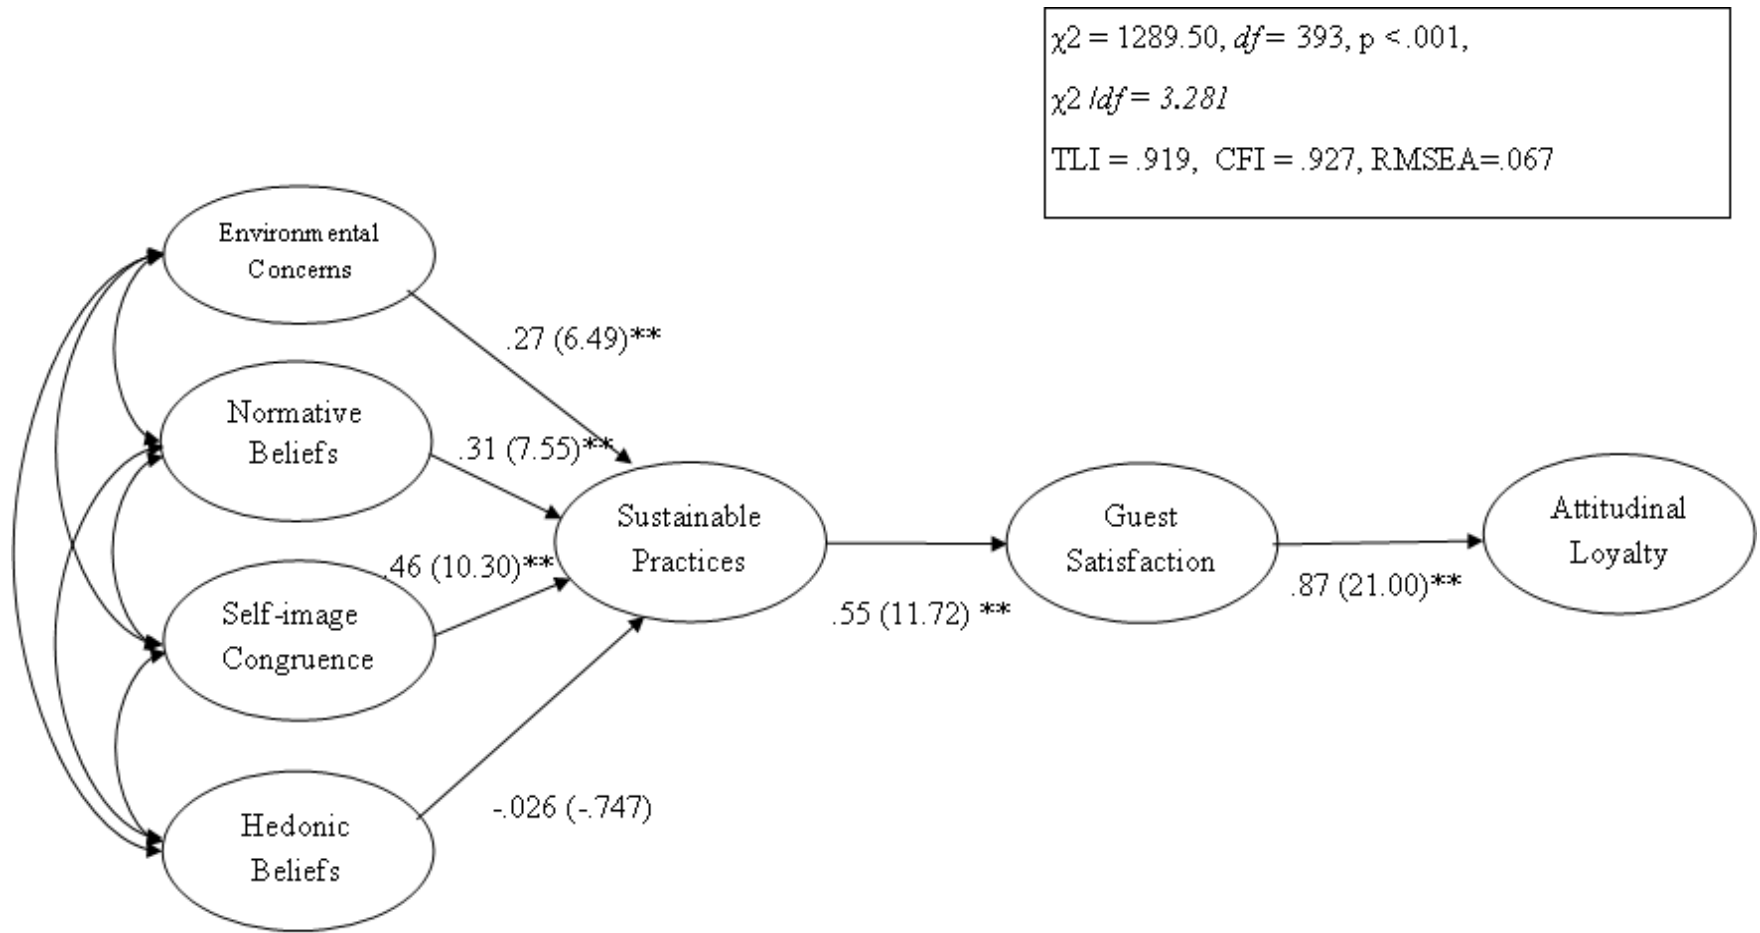 χ2 = 1289.50, df = 393, p <.001,
χ2 /df = 3.281
TLI = .919, CFI = .927, RMSEA=.067
Environmental
Concerns
.27 (6.49)**
Normative
Beliefs
.31 (7.55)**
Sustainable
Practices
Guest
Satisfaction
Attitudinal
Loyalty
.46 (10.30)**
.55 (11.72) **
.87 (21.00)**
Self-image
Congruence
-.026 (-.747)
Hedonic
Beliefs